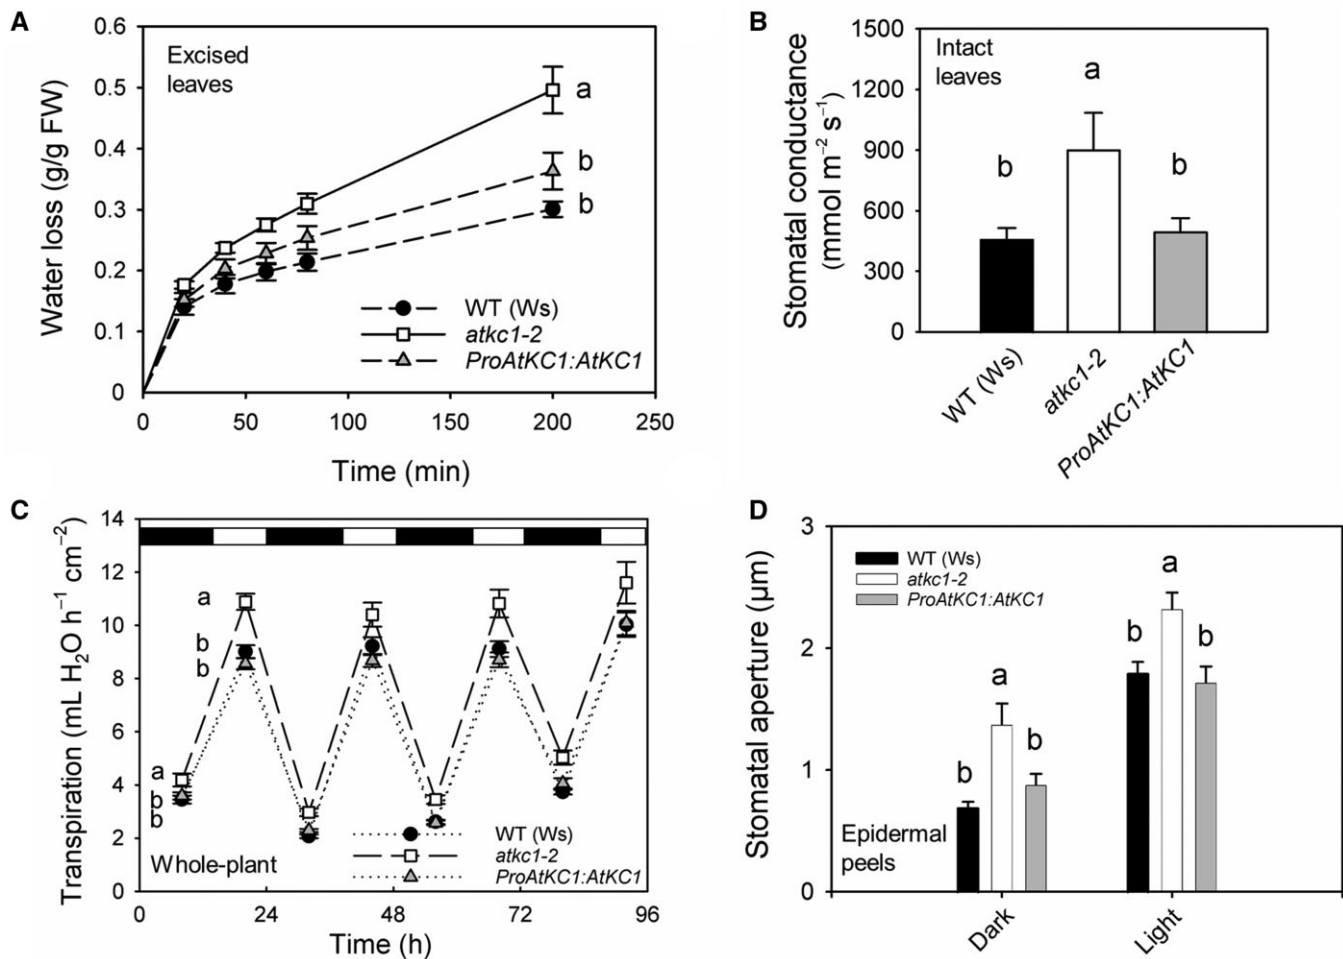 A
0.6
0.5
0.4
0.3
0.2
0.1
0
Water loss (g/g FW)
Excised
leaves
a
b
b
WT (Ws)
atkc1-2
ProAtKC1:AtKC1
0 50 100 150 200 250
Time (min)
B
1500
1200
900
600
300
0
Stomatal conductance
(mmol m⁻² s⁻¹)
Intact
leaves
b
a
b
WT (Ws)
atkc1-2
ProAtKC1:AtKC1
C
14
12
10
8
6
4
2
0
Transpiration (mL H₂O h⁻¹ cm⁻²)
a
b
b
a
b
b
Whole-plant
WT (Ws)
atkc1-2
ProAtKC1:AtKC1
0 24 48 72 96
Time (h)
D
3
2
1
0
Stomatal aperture (µm)
WT (Ws)
atkc1-2
ProAtKC1:AtKC1
b
a
b
b
a
b
Epidermal
peels
Dark
Light